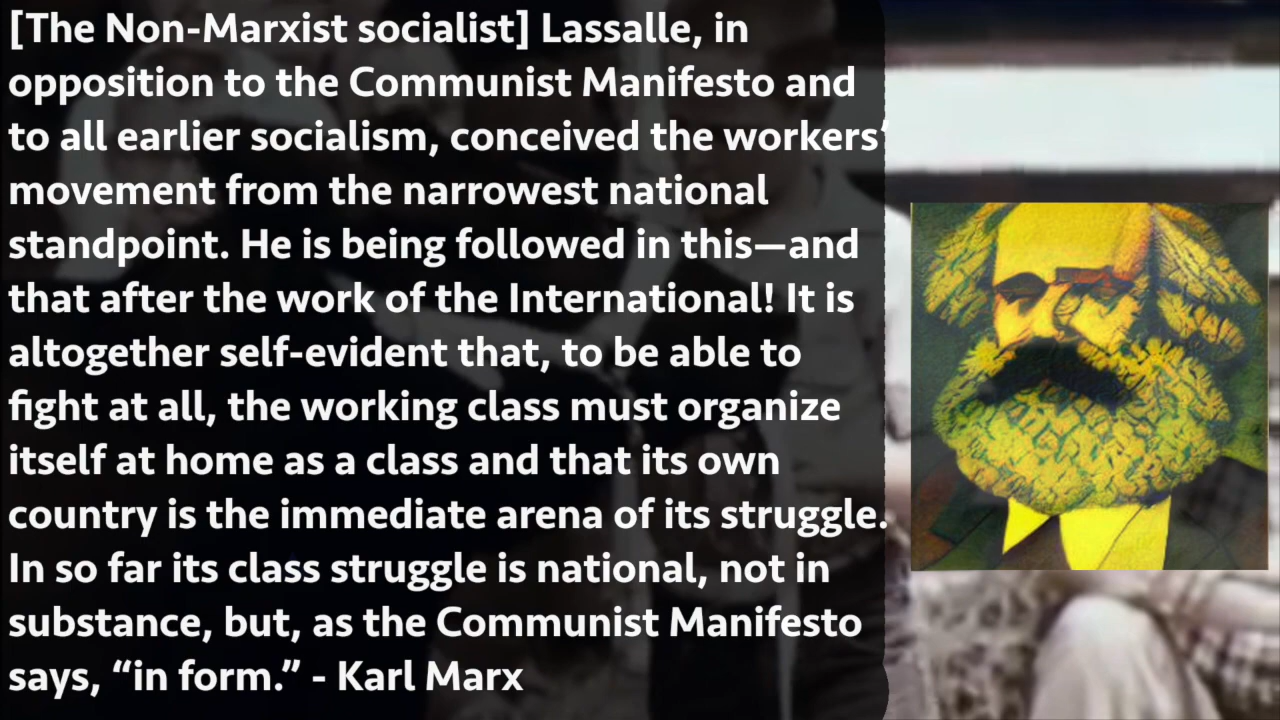 [The Non-Marxist socialist] Lassalle, in
opposition to the Communist Manifesto and
to all earlier socialism, conceived the workers'
movement from the narrowest national
standpoint. He is being followed in this—and
that after the work of the International! It is
altogether self-evident that, to be able to
fight at all, the working class must organize
itself at home as a class and that its own
country is the immediate arena of its struggle.
In so far its class struggle is national, not in
substance, but, as the Communist Manifesto
says, “in form.” - Karl Marx